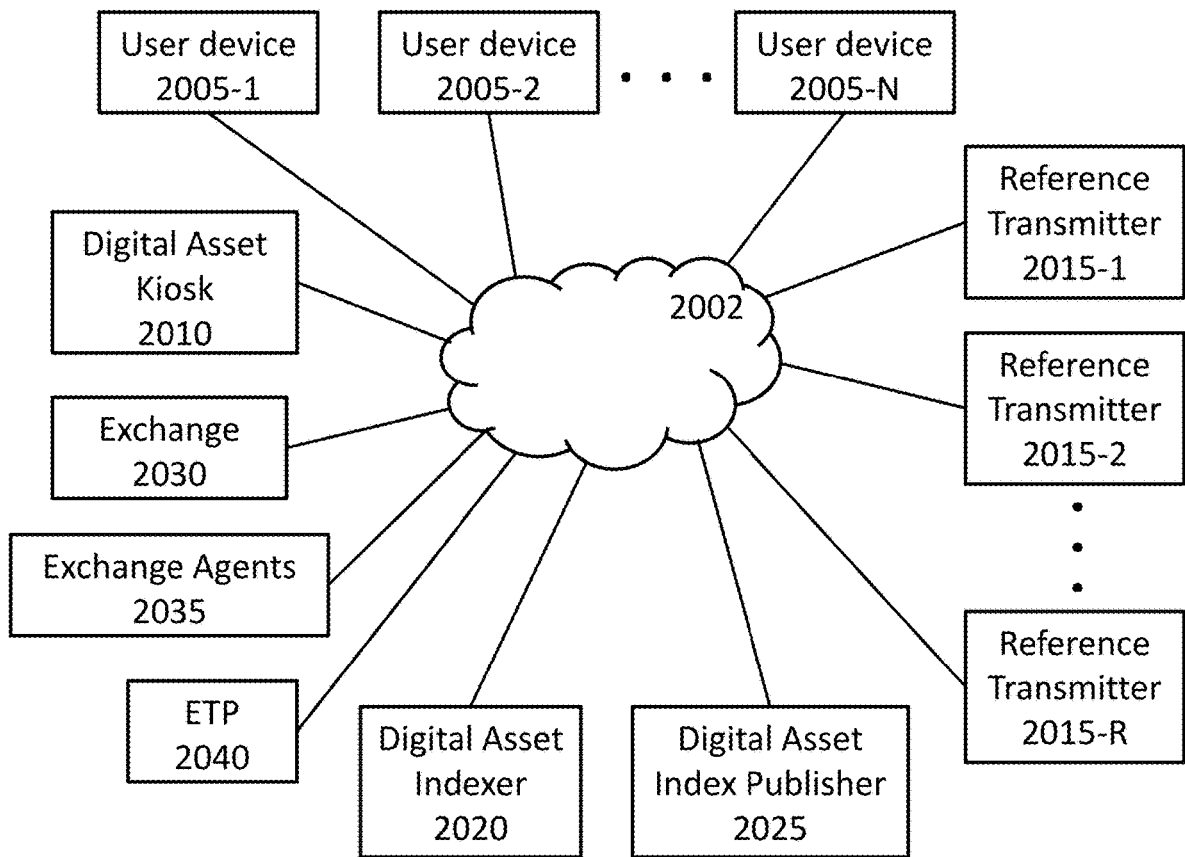 User device
2005-1
User device
2005-2
User device
2005-N
Reference
Transmitter
2015-1
Digital Asset
Kiosk
2010
2002
Reference
Transmitter
2015-2
Exchange
2030
Exchange Agents
2035
Reference
Transmitter
2015-R
ETP
2040
Digital Asset
Indexer
2020
Digital Asset
Index Publisher
2025